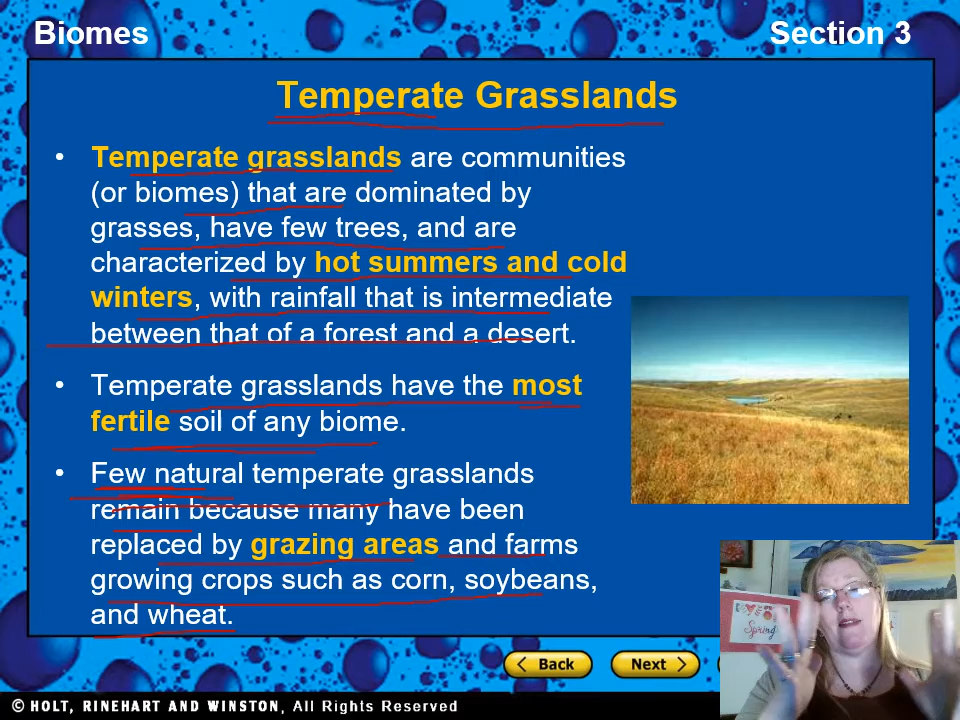 Biomes
Section 3
Temperate Grasslands
• Temperate grasslands are communities
(or biomes) that are dominated by
grasses, have few trees, and are
characterized by hot summers and cold
winters, with rainfall that is intermediate
between that of a forest and a desert.
• Temperate grasslands have the most
fertile soil of any biome.
• Few natural temperate grasslands
remain because many have been
replaced by grazing areas and farms
growing crops such as corn, soybeans,
and wheat.
Spring
Back
Next
© HOLT, RINEHART AND WINSTON, All Rights Reserved